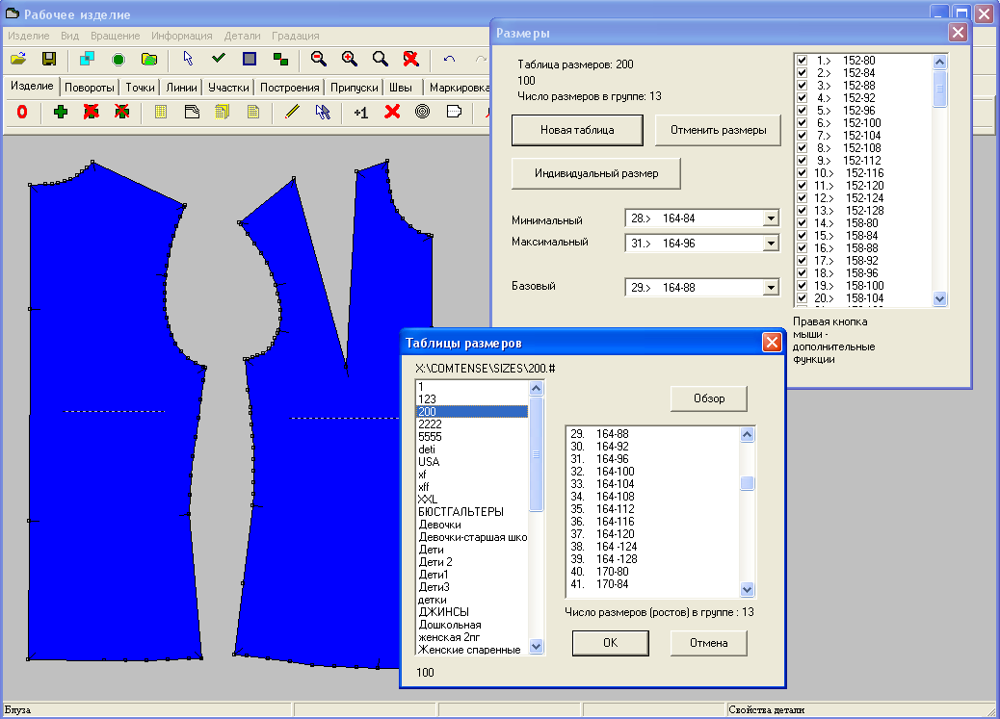 Рабочее изделие
Изделие Вид Вращение Информация Детали Градация
Изделие Повороты Точки Линии Участки Построения Припуски Швы Маркировка
0 +1
Размеры
Таблица размеров: 200
100
Число размеров в группе: 13
Новая таблица Отменить размеры
Индивидуальный размер
Минимальный 28.> 164-84
Максимальный 31.> 164-96
Базовый 29.> 164-88
1.> 152-80
2.> 152-84
3.> 152-88
4.> 152-92
5.> 152-96
6.> 152-100
7.> 152-104
8.> 152-108
9.> 152-112
10.> 152-116
11.> 152-120
12.> 152-124
13.> 152-128
14.> 158-80
15.> 158-84
16.> 158-88
17.> 158-92
18.> 158-96
19.> 158-100
20.> 158-104
Правая кнопка
мыши -
дополнительные
функции
Таблицы размеров
X:\COMTENSE\SIZES\200.#
1
123
200
2222
5555
deti
USA
xf
xff
XXL
БЮСТГАЛЬТЕРЫ
Девочки
Девочки-старшая шко
Дети
Дети 2
Дети1
Дети3
детки
ДЖИНСЫ
Дошкольная
женская 2пг
Женские спаренные
100
Обзор
29. 164-88
30. 164-92
31. 164-96
32. 164-100
33. 164-104
34. 164-108
35. 164-112
36. 164-116
37. 164-120
38. 164 -124
39. 164 -128
40. 170-80
41. 170-84
Число размеров (ростов) в группе : 13
OK Отмена
Блуза Свойства детали